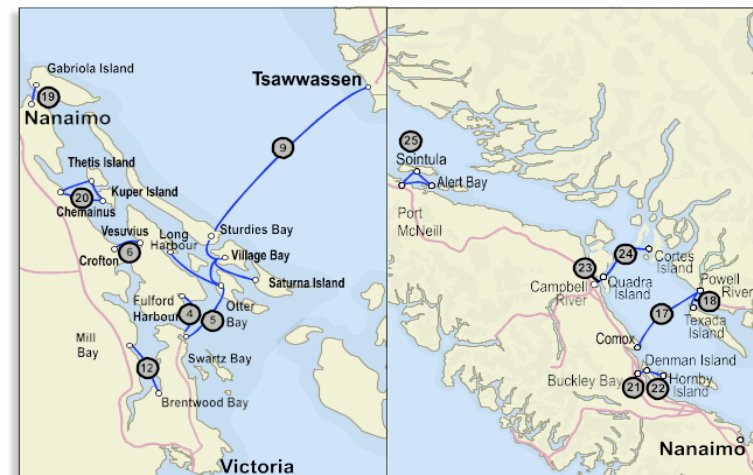 Gabriola Island
19
Nanaimo
Tsawwassen
9
Thetis Island
Kuper Island
20
Chemainus
Vesuvius
Long
Harbour
6
Crofton
Sturdies Bay
Village Bay
Saturna Island
Fulford
Harbour
4
5
Otter
Bay
Mill
Bay
Swartz Bay
12
Brentwood Bay
Victoria
25
Sointula
Alert Bay
Port
McNeill
24
Cortes
Island
23
Campbell
River
Quadra
Island
Powell
River
17
18
Texada
Island
Comox
Denman Island
Buckley Bay
Hornby
Island
21
22
Nanaimo